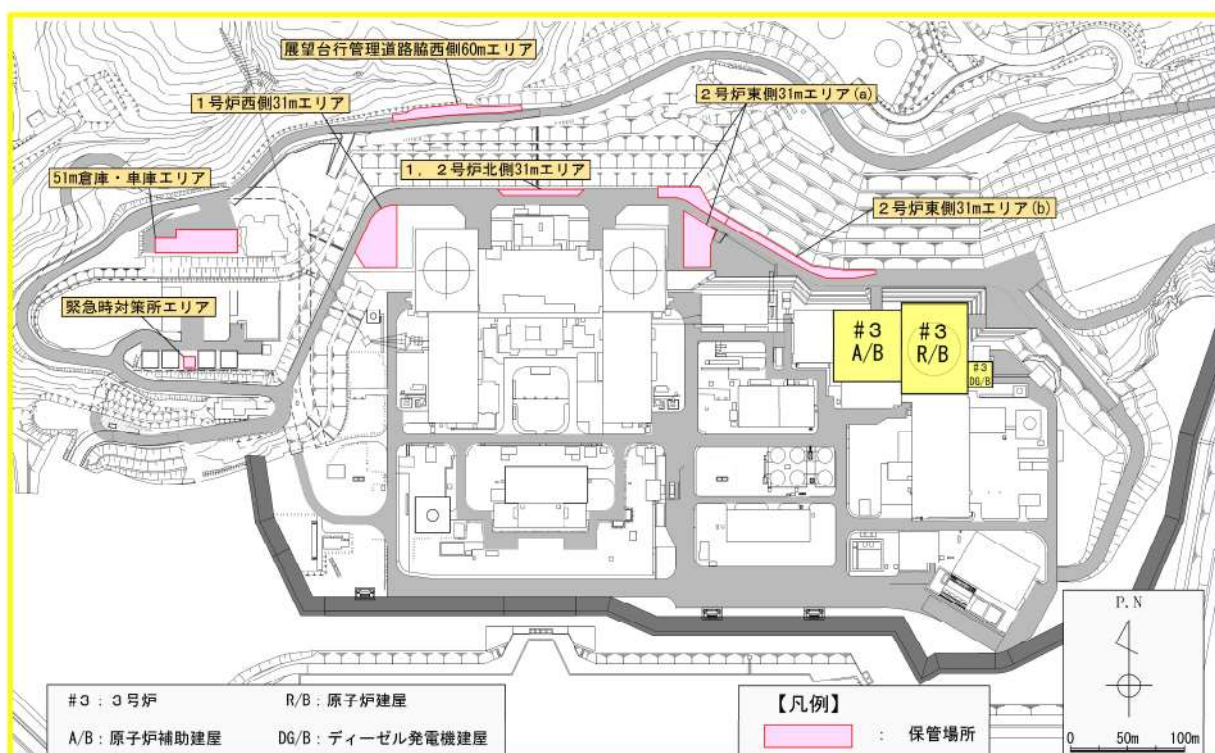 展望台行管理道路脇西側60mエリア
1号炉西側31mエリア
2号炉東側31mエリア(a)
1，2号炉北側31mエリア
51m倉庫・車庫エリア
2号炉東側31mエリア(b)
緊急時対策所エリア
#3
A/B
#3
R/B
#3
DG/B
P.N
#3：3号炉
R/B：原子炉建屋
A/B：原子炉補助建屋
DG/B：ディーゼル発電機建屋
【凡例】
： 保管場所
0 50m 100m